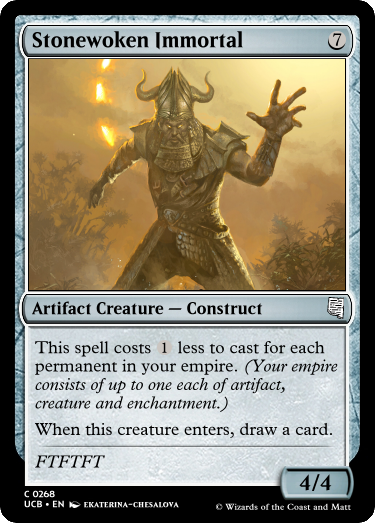 Stonewoken Immortal 7
Artifact Creature — Construct
This spell costs 1 less to cast for each
permanent in your empire. (Your empire
consists of up to one each of artifact,
creature and enchantment.)
When this creature enters, draw a card.
FTFTFT
4/4
C 0268
UCB • EN EKATERINA-CHESALOVA
© Wizards of the Coast and Matt